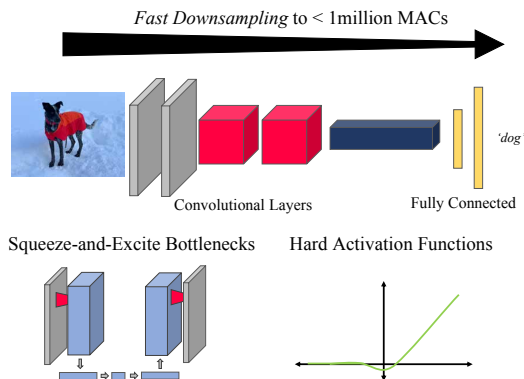 Fast Downsampling to < 1million MACs
'dog'
Convolutional Layers
Fully Connected
Squeeze-and-Excite Bottlenecks
Hard Activation Functions